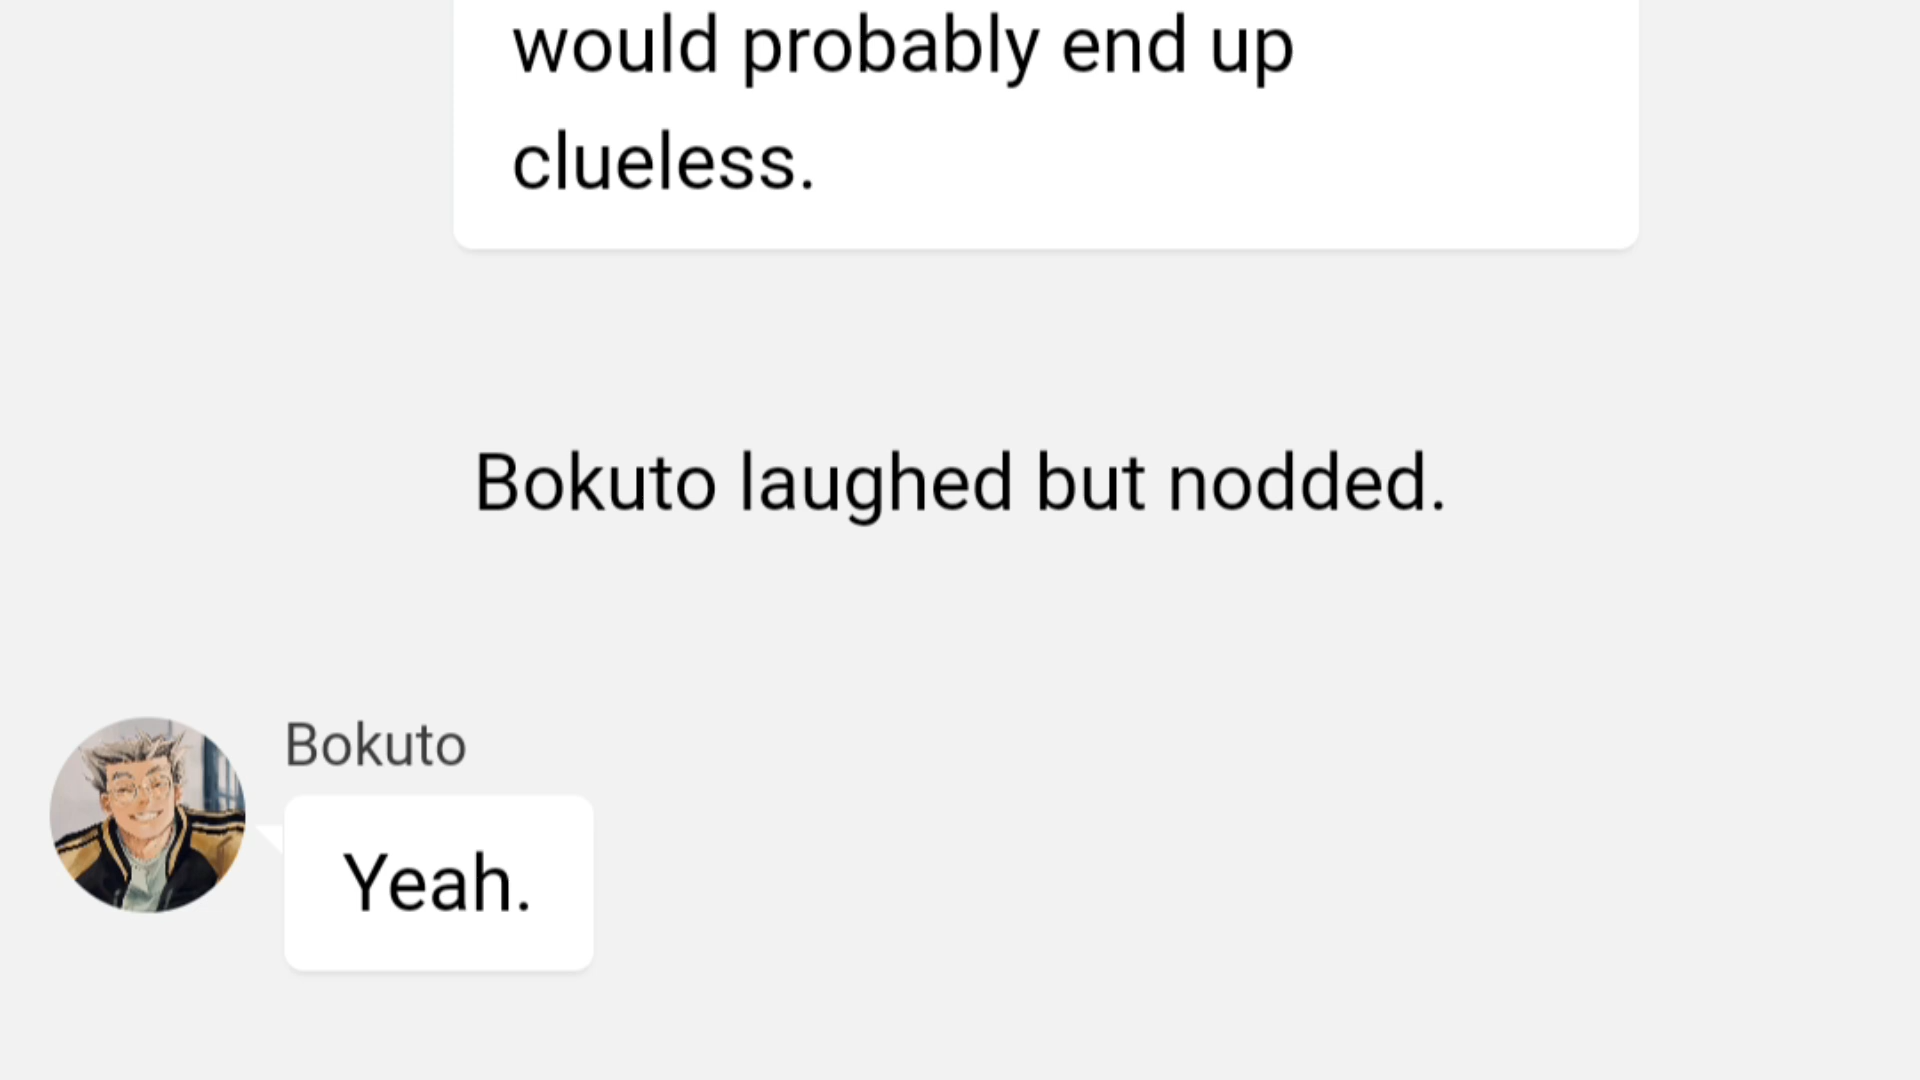 would probably end up
clueless.
Bokuto laughed but nodded.
Bokuto
Yeah.